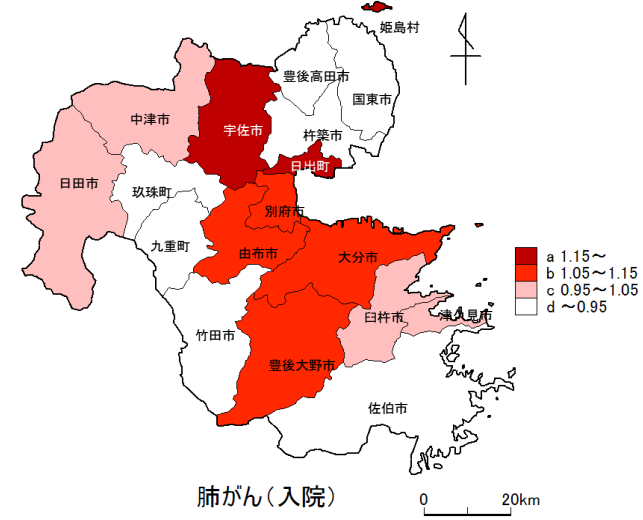 姫島村
豊後高田市
国東市
中津市
宇佐市
杵築市
日出町
日田市
玖珠町
別府市
九重町
由布市
大分市
a 1.15～
b 1.05～1.15
c 0.95～1.05
d ～0.95
臼杵市
津久見市
竹田市
豊後大野市
佐伯市
肺がん(入院)
0 20km